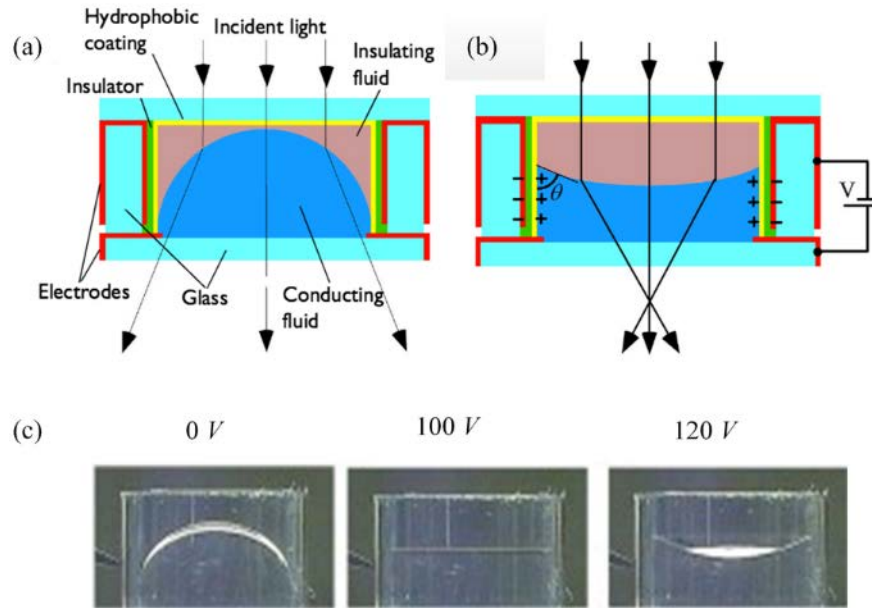 (a)
Hydrophobic
coating
Incident light
Insulating
fluid
Insulator
Electrodes
Glass
Conducting
fluid
(b)
+ + + θ - - -
+ + + - - -
V
(c)
0 V
100 V
120 V